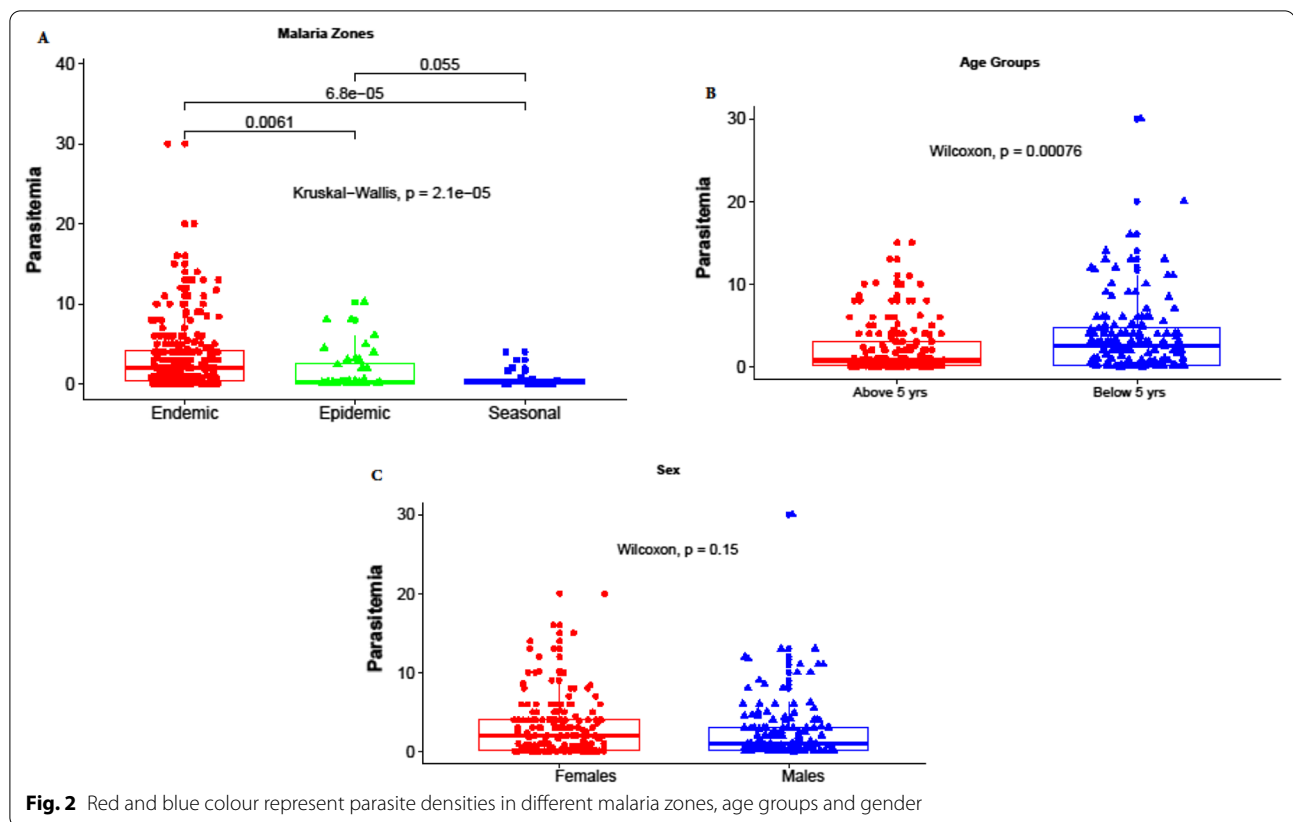 A
Malaria Zones
40
30
20
10
0
Parasitemia
0.055
6.8e−05
0.0061
Kruskal−Wallis, p = 2.1e−05
Endemic Epidemic Seasonal
Age Groups
B
30
20
10
0
Parasitemia
Wilcoxon, p = 0.00076
Above 5 yrs Below 5 yrs
C
Sex
30
20
10
0
Parasitemia
Wilcoxon, p = 0.15
Females Males
Fig. 2 Red and blue colour represent parasite densities in different malaria zones, age groups and gender